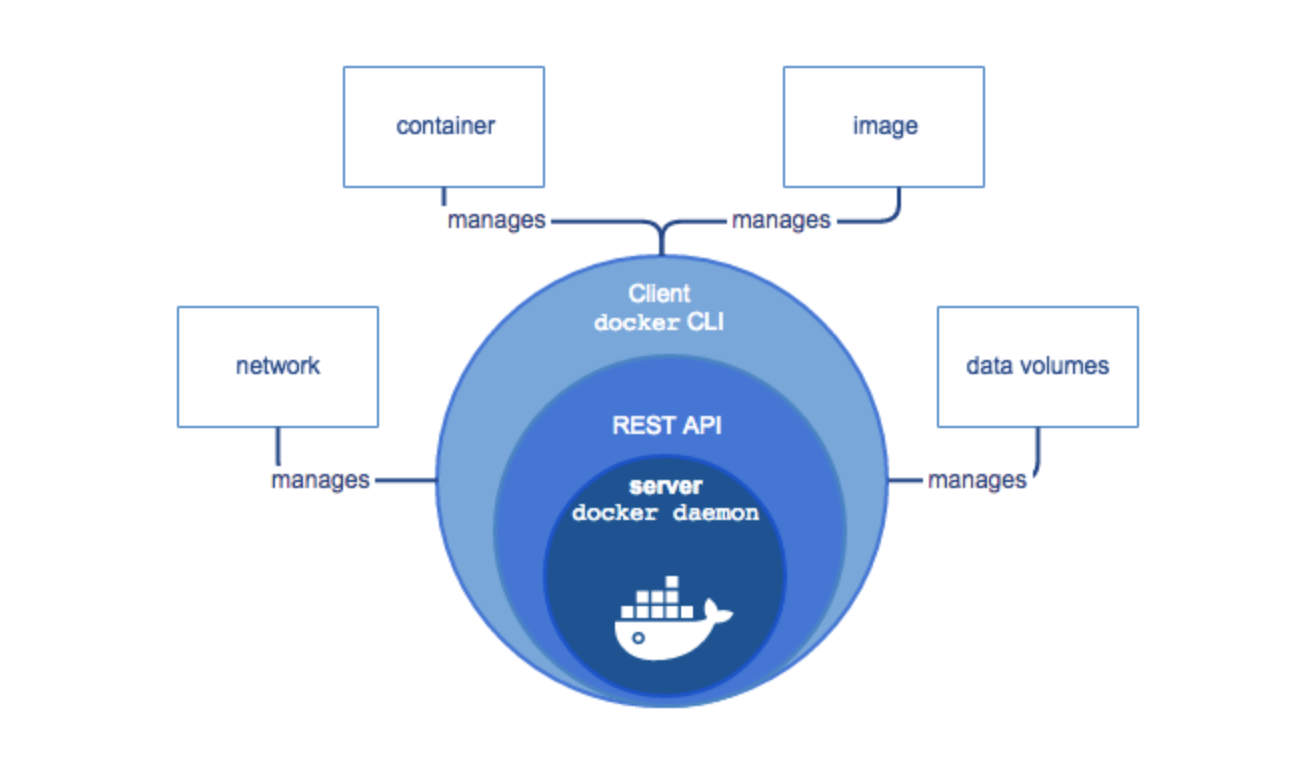 container
image
manages
manages
Client
docker CLI
network
data volumes
REST API
manages
manages
server
docker daemon